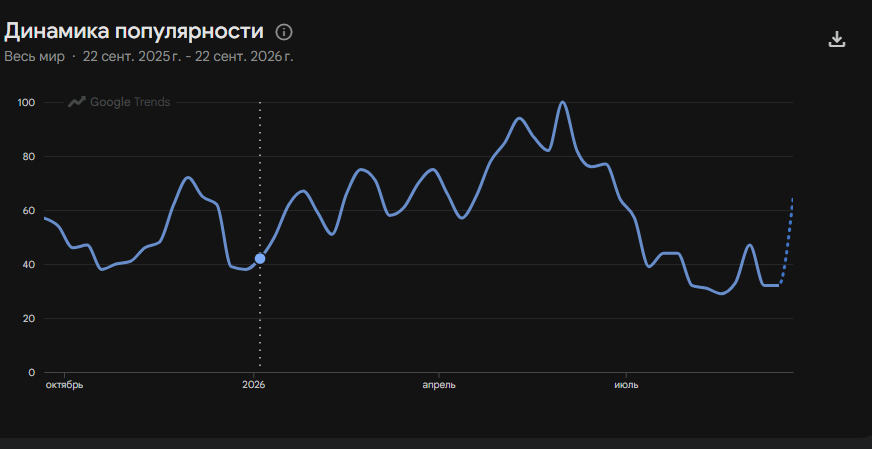 Динамика популярности
Весь мир · 22 сент. 2025 г. - 22 сент. 2026 г.
Google Trends
100
80
60
40
20
0
октябрь 2026 апрель июль